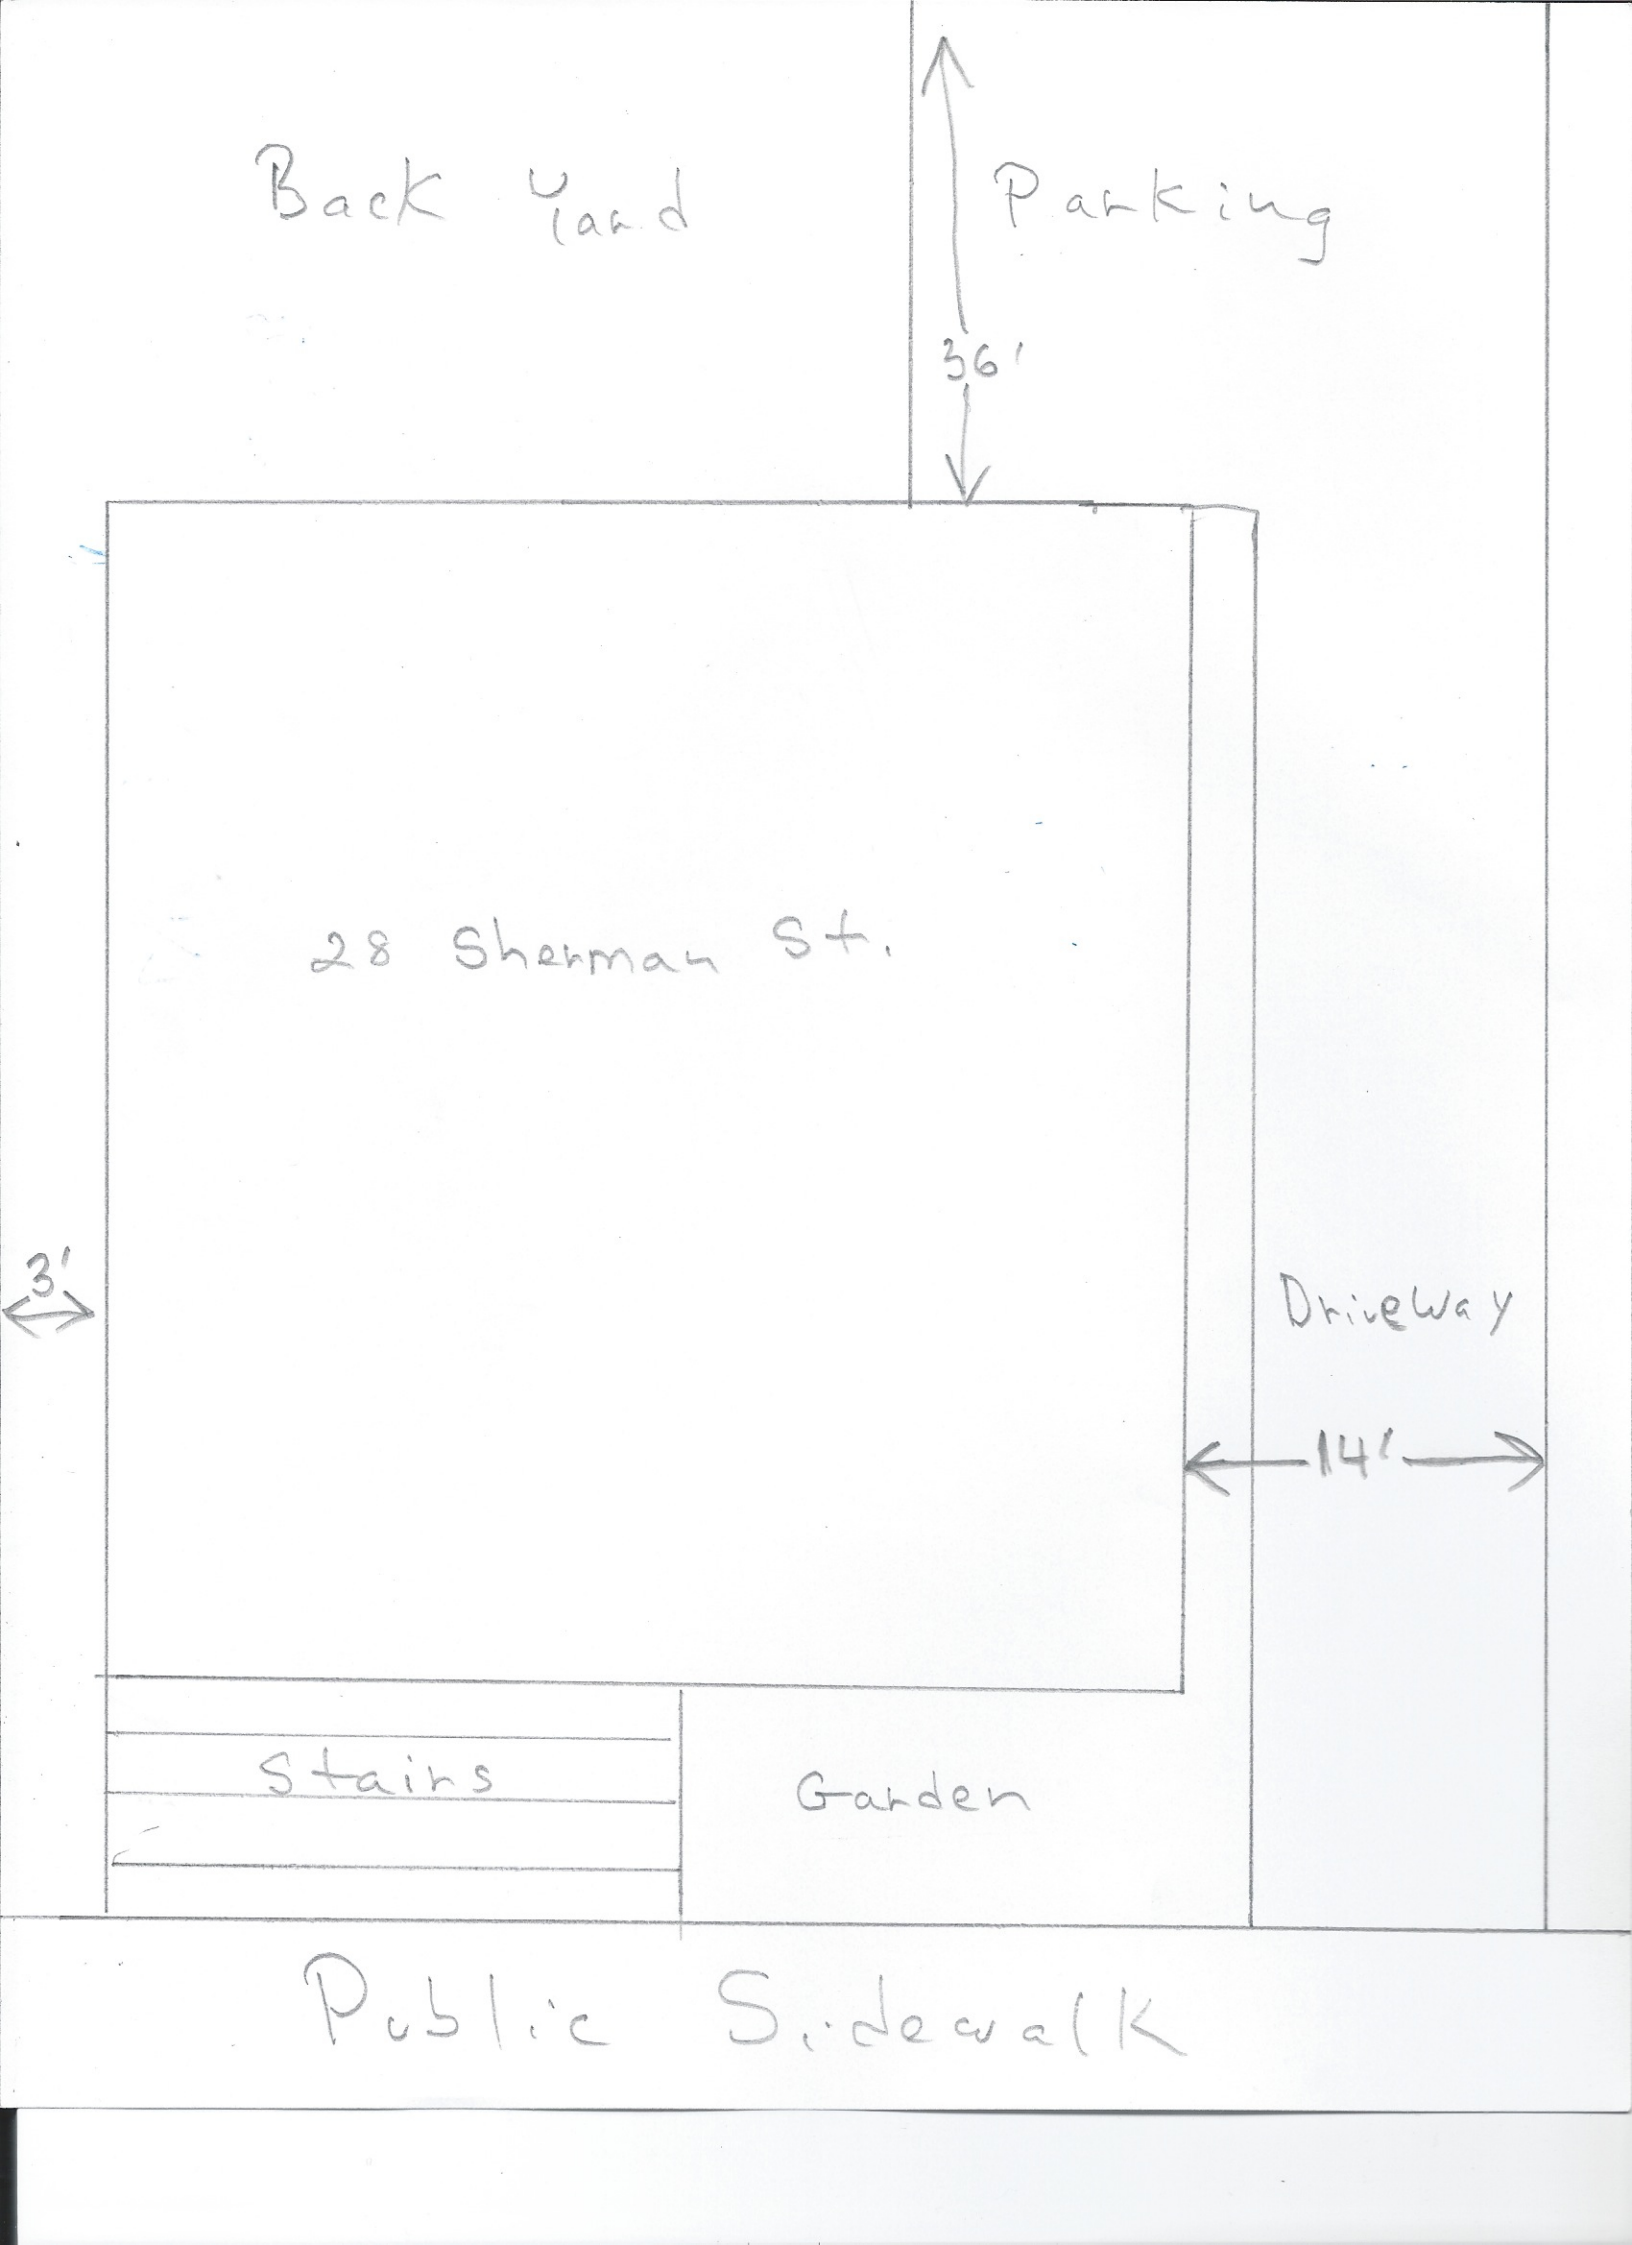 Back Yard
Parking
36'
28 Sherman St.
3'
Driveway
14'
Stairs
Garden
Public Sidewalk